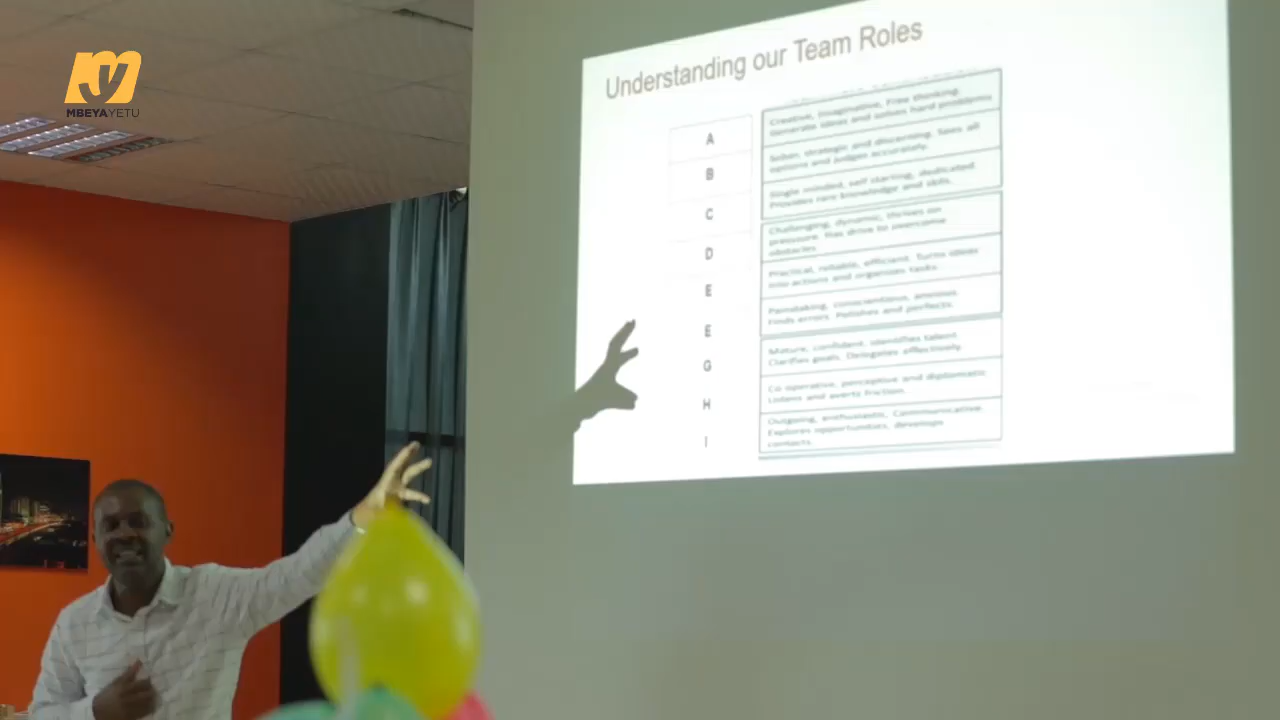 MBEYAYETU
Understanding our Team Roles
A
Creative, Imaginative, Free thinking.
Generate ideas and solves hard problems
B
Sober, strategic and discerning. Sees all
options and judges accurately.
C
Single minded, self starting, dedicated
Provides rare knowledge and skills.
D
Challenging, dynamic, thrives on
pressure. Has drive to overcome
obstacles
E
Practical, reliable, efficient. Turns ideas
into actions and organizes tasks.
E
Painstaking, conscientious, anxious
Finds errors. Polishes and perfects.
G
Mature, confident, identifies talent
Clarifies goals. Delegates effectively.
H
Co operative, perceptive and diplomatic
Listens and averts friction.
I
Outgoing, enthusiastic, Communicative.
Explores opportunities, develops
contacts.